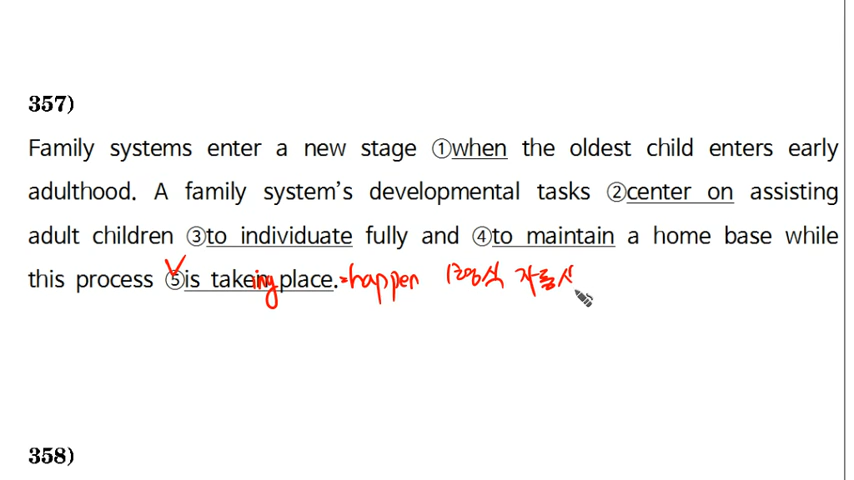 357)
Family systems enter a new stage ①when the oldest child enters early
adulthood. A family system's developmental tasks ②center on assisting
adult children ③to individuate fully and ④to maintain a home base while
this process ⑤is taken place. =happen 1형식 자동사
ing
358)